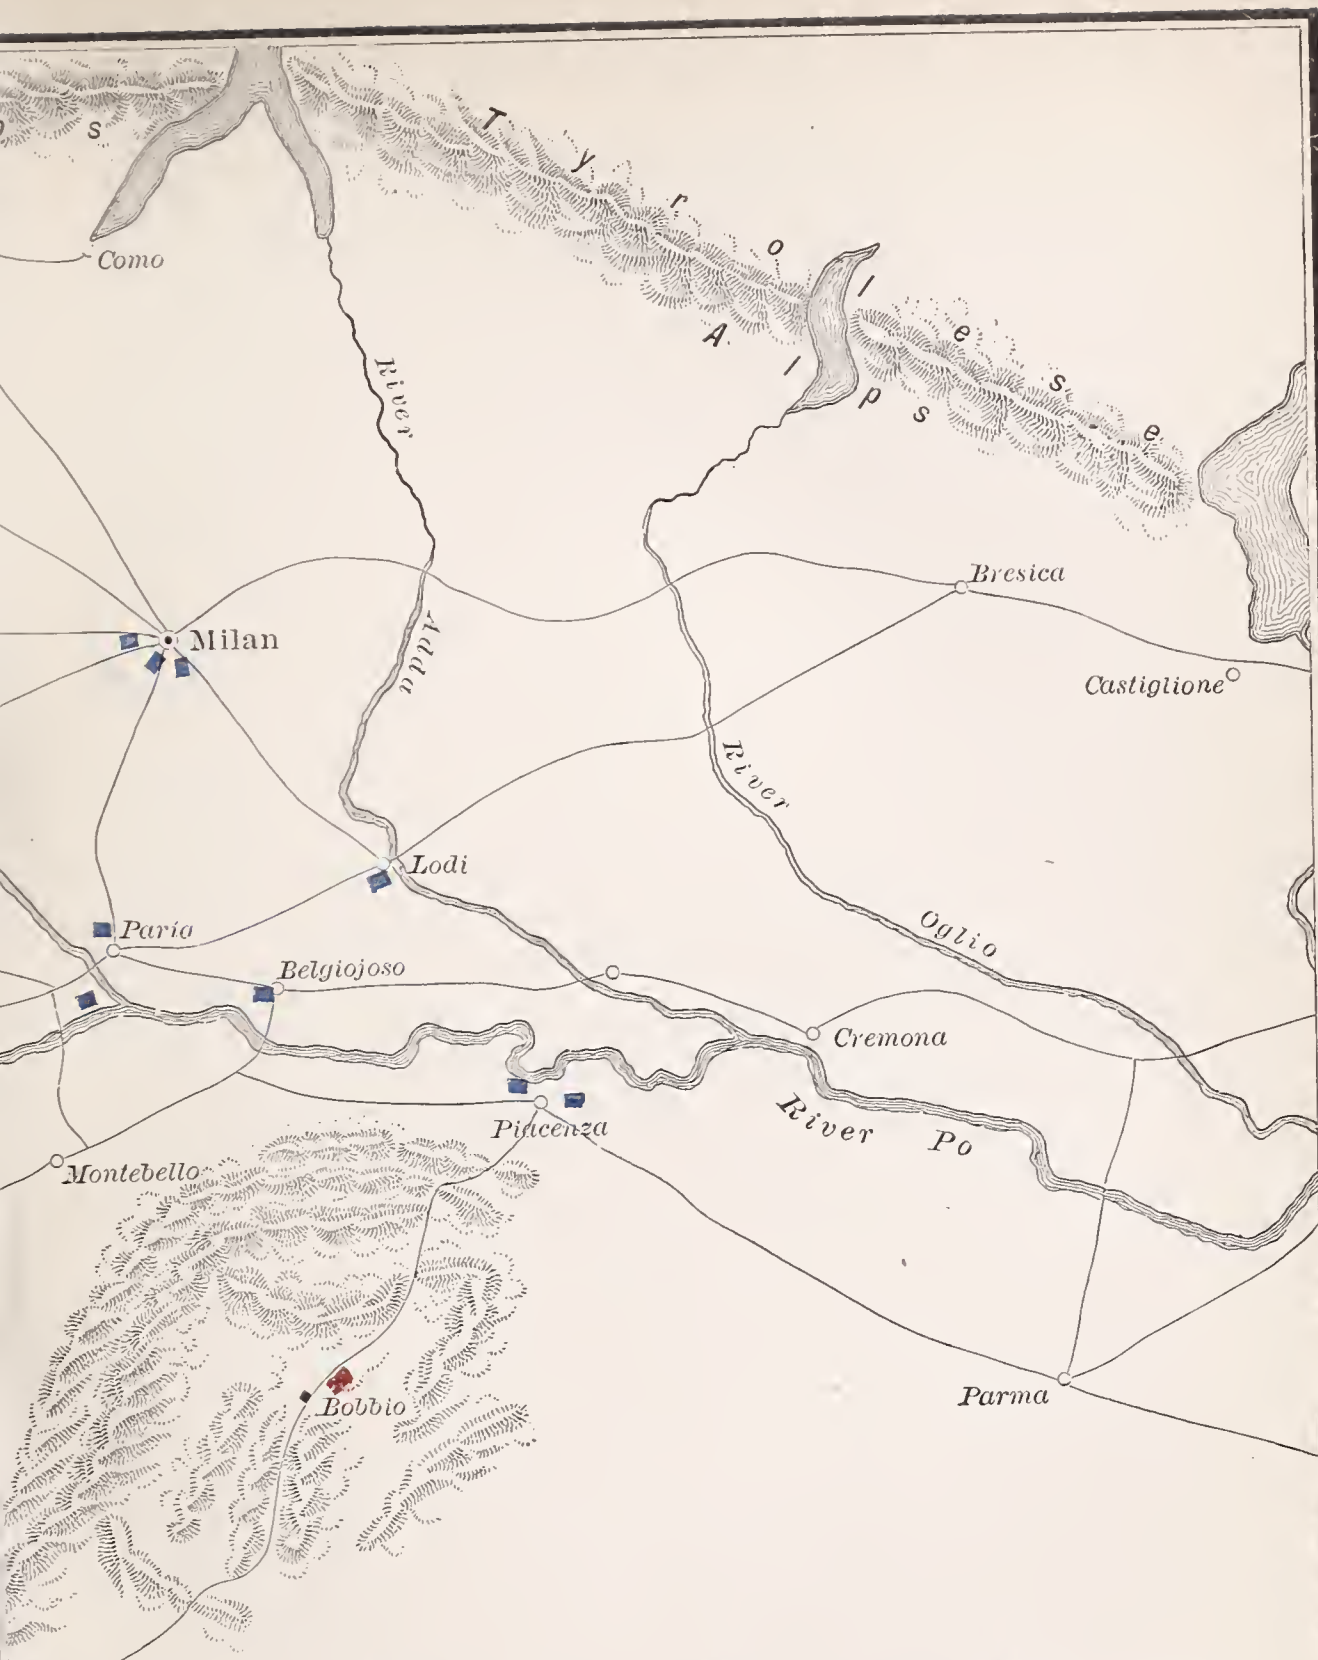 s
Tyrolese
Alps
Como
River
Adda
Bresica
Milan
Castiglione
River
Oglio
Lodi
Paria
Belgiojoso
Cremona
River Po
Piacenza
Montebello
Parma
Bobbio